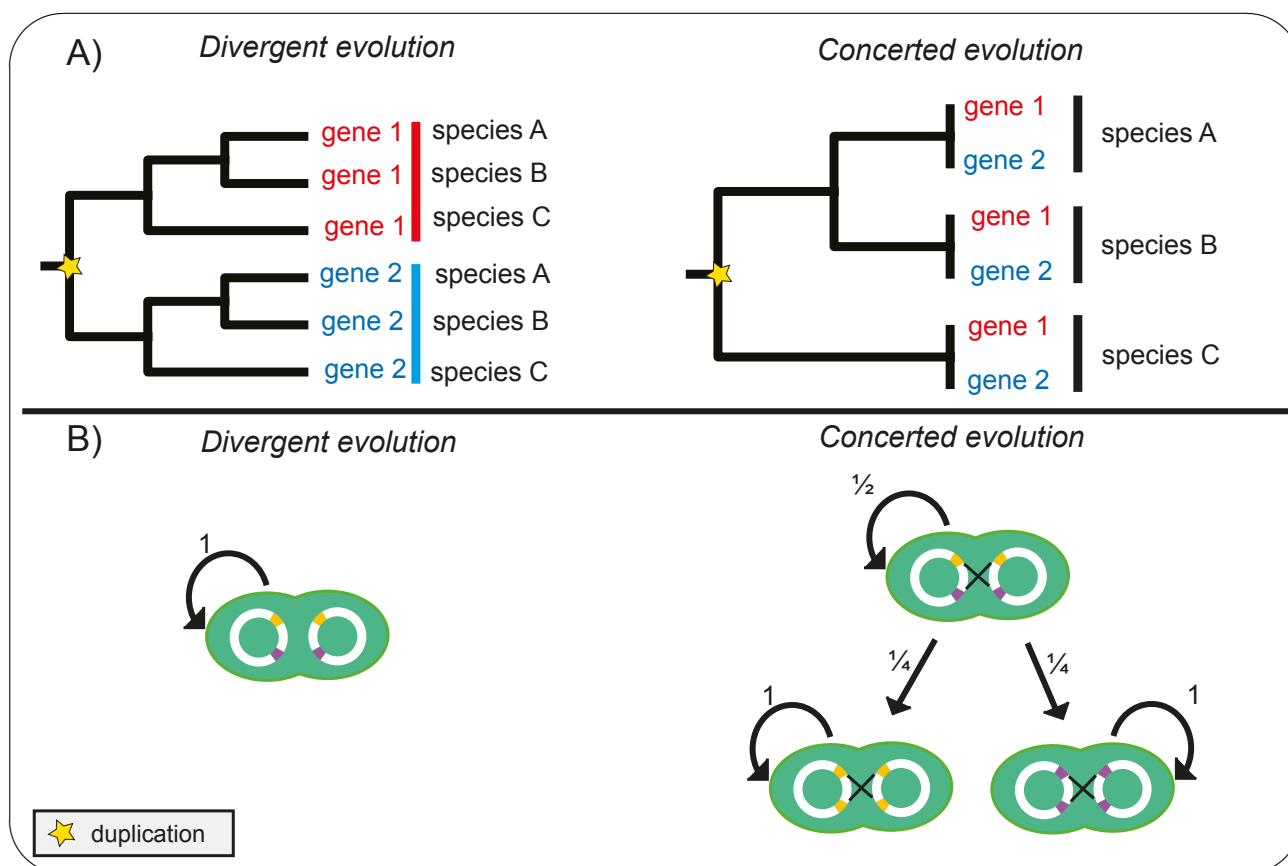 A)
Divergent evolution
Concerted evolution
gene 1 species A
gene 1 species B
gene 1 species C
gene 2 species A
gene 2 species B
gene 2 species C
gene 1
gene 2
species A
gene 1
gene 2
species B
gene 1
gene 2
species C
B)
Divergent evolution
Concerted evolution
1
½
¼
¼
1
1
duplication